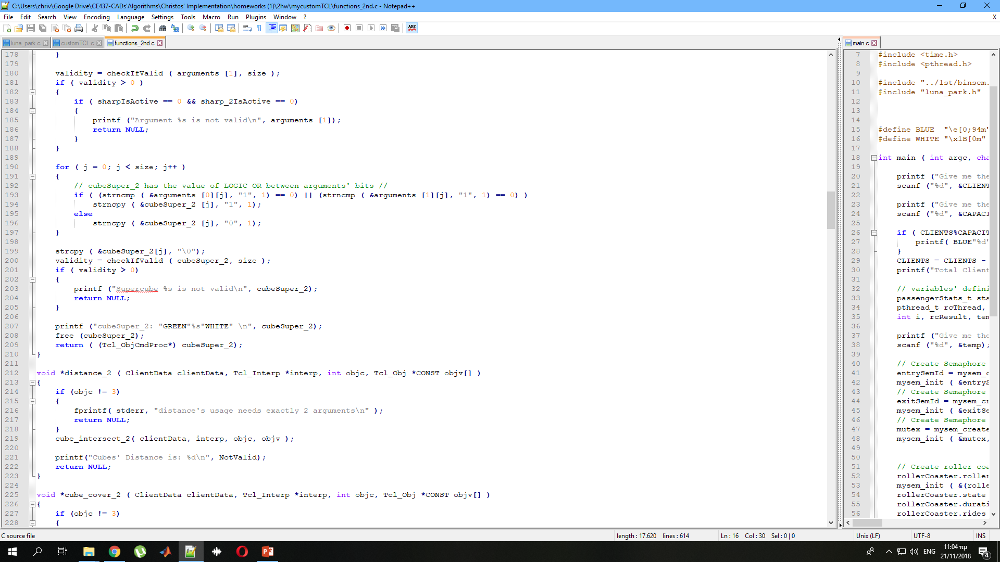 C:\Users\chriv\Google Drive\CE437-CADs'Algorithms\Christos' Implementation\homeworks (1)\2hw\mycustomTCL\functions_2nd.c - Notepad++
File Edit Search View Encoding Language Settings Tools Macro Run Plugins Window ? X
luna_park.c customTCL.c functions_2nd.c
178 }
179
180 validity = checkIfValid ( arguments [1], size );
181 if ( validity > 0 )
182 {
183 if ( sharpIsActive == 0 && sharp_2IsActive == 0)
184 {
185 printf ("Argument %s is not valid\n", arguments [1]);
186 return NULL;
187 }
188 }
189
190 for ( j = 0; j < size; j++ )
191 {
192 // cubeSuper_2 has the value of LOGIC OR between arguments' bits //
193 if ( (strncmp ( &arguments [0][j], "1", 1) == 0) || (strncmp ( &arguments [1][j], "1", 1) == 0) )
194 strncpy ( &cubeSuper_2 [j], "1", 1);
195 else
196 strncpy ( &cubeSuper_2 [j], "0", 1);
197 }
198
199 strcpy ( &cubeSuper_2[j], "\0");
200 validity = checkIfValid ( cubeSuper_2, size );
201 if ( validity > 0)
202 {
203 printf ("Supercube %s is not valid\n", cubeSuper_2);
204 return NULL;
205 }
206
207 printf ("cubeSuper_2: "GREEN"%s"WHITE" \n", cubeSuper_2);
208 free (cubeSuper_2);
209 return ( (Tcl_ObjCmdProc*) cubeSuper_2);
210 }
211
212 void *distance_2 ( ClientData clientData, Tcl_Interp *interp, int objc, Tcl_Obj *CONST objv[] )
213 {
214 if (objc != 3)
215 {
216 fprintf( stderr, "distance's usage needs exactly 2 arguments\n" );
217 return NULL;
218 }
219 cube_intersect_2( clientData, interp, objc, objv );
220
221 printf("Cubes' Distance is: %d\n", NotValid);
222 return NULL;
223 }
224
225 void *cube_cover_2 ( ClientData clientData, Tcl_Interp *interp, int objc, Tcl_Obj *CONST objv[] )
226 {
227 if (objc != 3)
228 {
main.c
7 #include <time.h>
8 #include <pthread.h>
9
10 #include "../1st/binsem.
11 #include "luna_park.h"
12
13
14
15 #define BLUE "\e[0;94m"
16 #define WHITE "\x1B[0m"
17
18 int main ( int argc, cha
19
20 printf ("Give me the
21 scanf ("%d", &CLIENT
22
23 printf ("Give me the
24 scanf ("%d", &CAPACI
25
26 if ( CLIENTS%CAPACIT
27 printf( BLUE"%d"
28 }
29 CLIENTS = CLIENTS -
30 printf("Total Client
31
32 // variables' defini
33 passengerStats_t sta
34 pthread_t rcThread,
35 int i, rcResult, tem
36
37 printf ("Give me the
38 scanf ("%d", &temp);
39
40 // Create Semaphore
41 entrySemId = mysem_c
42 mysem_init ( &entryS
43 // Create Semaphore
44 exitSemId = mysem_cr
45 mysem_init ( &exitSe
46 // Create Semaphore
47 mutex = mysem_create
48 mysem_init ( &mutex,
49
50
51 // Create roller coa
52 rollerCoaster.roller
53 mysem_init ( &(rolle
54 rollerCoaster.state
55 rollerCoaster.durati
56 rollerCoaster.rides
C source file length : 17.620 lines : 614 Ln : 16 Col : 30 Sel : 0 | 0 Unix (LF) UTF-8 INS
ENG 11:04 πμ
21/11/2018
4